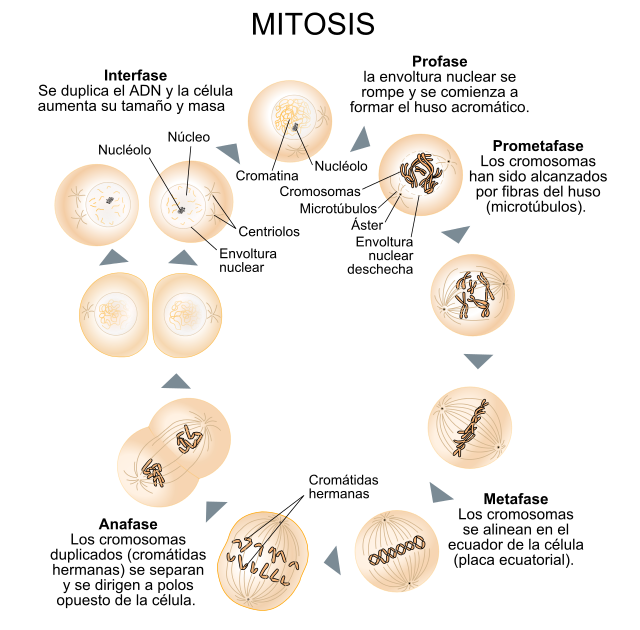 MITOSIS
Interfase
Se duplica el ADN y la célula
aumenta su tamaño y masa
Profase
la envoltura nuclear se
rompe y se comienza a
formar el huso acromático.
Núcleo
Nucléolo
Centriolos
Envoltura
nuclear
Cromatina
Nucléolo
Cromosomas
Microtúbulos
Áster
Envoltura
nuclear
deschecha
Prometafase
Los cromosomas
han sido alcanzados
por fibras del huso
(microtúbulos).
Metafase
Los cromosomas
se alinean en el
ecuador de la célula
(placa ecuatorial).
Cromátidas
hermanas
Anafase
Los cromosomas
duplicados (cromátidas
hermanas) se separan
y se dirigen a polos
opuesto de la célula.